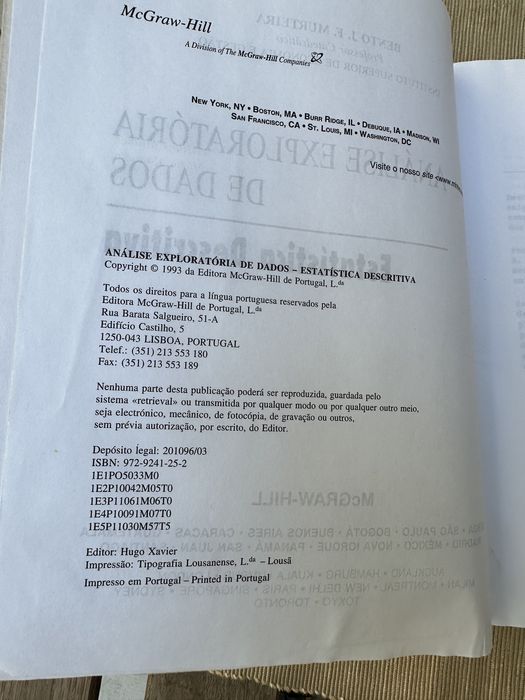 McGraw-Hill
A Division of The McGraw-Hill Companies
NEW YORK, NY • BOSTON, MA • BURR RIDGE, IL • DEBUQUE, IA • MADISON, WI
SAN FRANCISCO, CA • ST. LOUIS, MI • WASHINGTON, DC
Visite o nosso site <www.
ANÁLISE EXPLORATÓRIA DE DADOS – ESTATÍSTICA DESCRITIVA
Copyright © 1993 da Editora McGraw-Hill de Portugal, L.da
Todos os direitos para a língua portuguesa reservados pela
Editora McGraw-Hill de Portugal, L.da
Rua Barata Salgueiro, 51-A
Edifício Castilho, 5
1250-043 LISBOA, PORTUGAL
Telef.: (351) 213 553 180
Fax: (351) 213 553 189
Nenhuma parte desta publicação poderá ser reproduzida, guardada pelo
sistema «retrieval» ou transmitida por qualquer modo ou por qualquer outro meio,
seja electrónico, mecânico, de fotocópia, de gravação ou outros,
sem prévia autorização, por escrito, do Editor.
Depósito legal: 201096/03
ISBN: 972-9241-25-2
1E1PO5033M0
1E2P10042M05T0
1E3P11061M06T0
1E4P10091M07T0
1E5P11030M57T5
Editor: Hugo Xavier
Impressão: Tipografia Lousanense, L.da – Lousã
Impresso em Portugal – Printed in Portugal